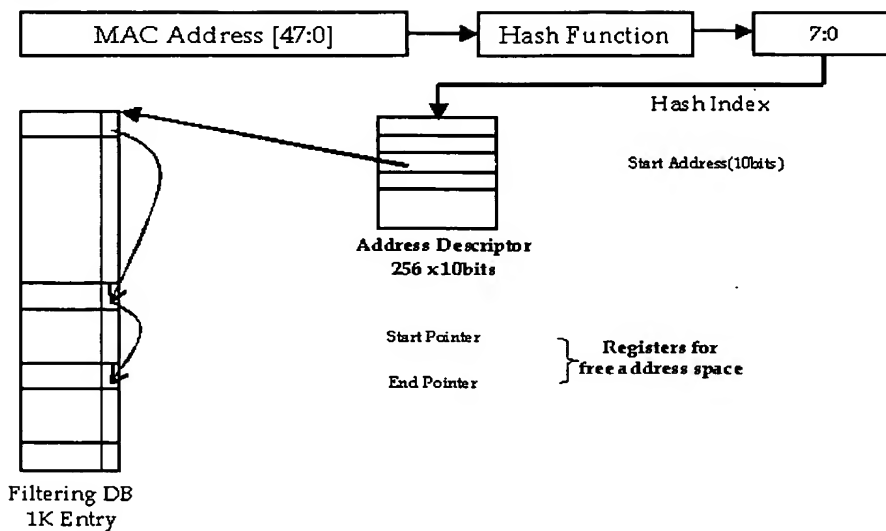 MAC Address [47:0]
Hash Function
7:0
Hash Index
Start Address(10bits)
Address Descriptor
256 x10bits
Start Pointer
End Pointer
Registers for
free address space
Filtering DB
1K Entry